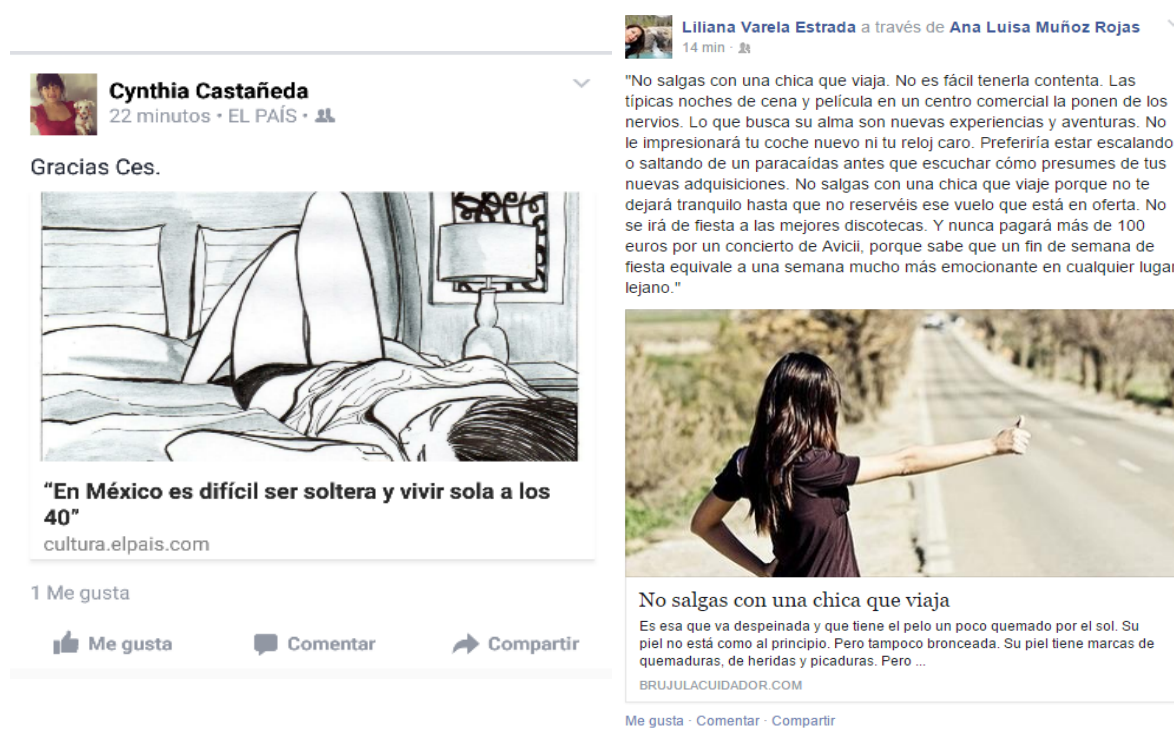 Cynthia Castañeda
22 minutos • EL PAÍS •
Gracias Ces.
“En México es difícil ser soltera y vivir sola a los
40”
cultura.elpais.com
1 Me gusta
Me gusta
Comentar
Compartir
Liliana Varela Estrada a través de Ana Luisa Muñoz Rojas
14 min ·
"No salgas con una chica que viaja. No es fácil tenerla contenta. Las
típicas noches de cena y película en un centro comercial la ponen de los
nervios. Lo que busca su alma son nuevas experiencias y aventuras. No
le impresionará tu coche nuevo ni tu reloj caro. Preferiría estar escalando
o saltando de un paracaídas antes que escuchar cómo presumes de tus
nuevas adquisiciones. No salgas con una chica que viaje porque no te
dejará tranquilo hasta que no reservéis ese vuelo que está en oferta. No
se irá de fiesta a las mejores discotecas. Y nunca pagará más de 100
euros por un concierto de Avicii, porque sabe que un fin de semana de
fiesta equivale a una semana mucho más emocionante en cualquier lugar
lejano."
No salgas con una chica que viaja
Es esa que va despeinada y que tiene el pelo un poco quemado por el sol. Su
piel no está como al principio. Pero tampoco bronceada. Su piel tiene marcas de
quemaduras, de heridas y picaduras. Pero ...
BRUJULACUIDADOR.COM
Me gusta · Comentar · Compartir